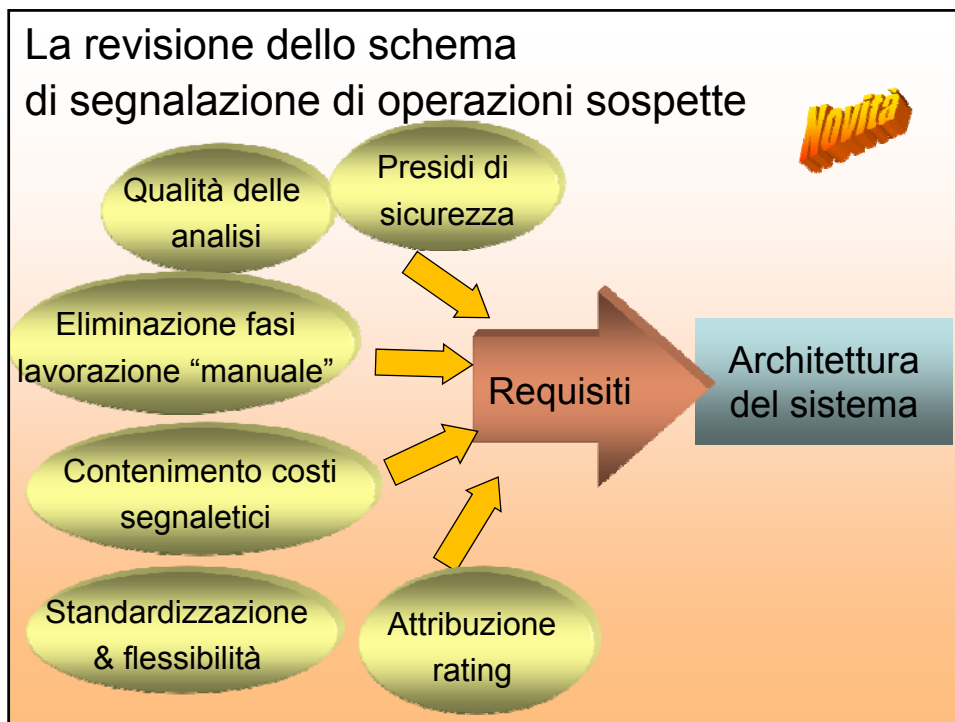 La revisione dello schema
di segnalazione di operazioni sospette
Novità
Qualità delle
analisi
Presidi di
sicurezza
Eliminazione fasi
lavorazione “manuale”
Contenimento costi
segnaletici
Standardizzazione
& flessibilità
Attribuzione
rating
Requisiti
Architettura
del sistema